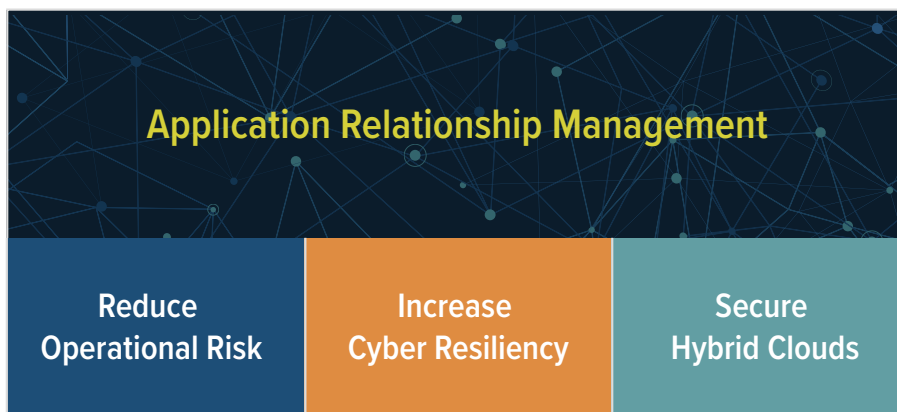 Application Relationship Management
Reduce
Operational Risk
Increase
Cyber Resiliency
Secure
Hybrid Clouds